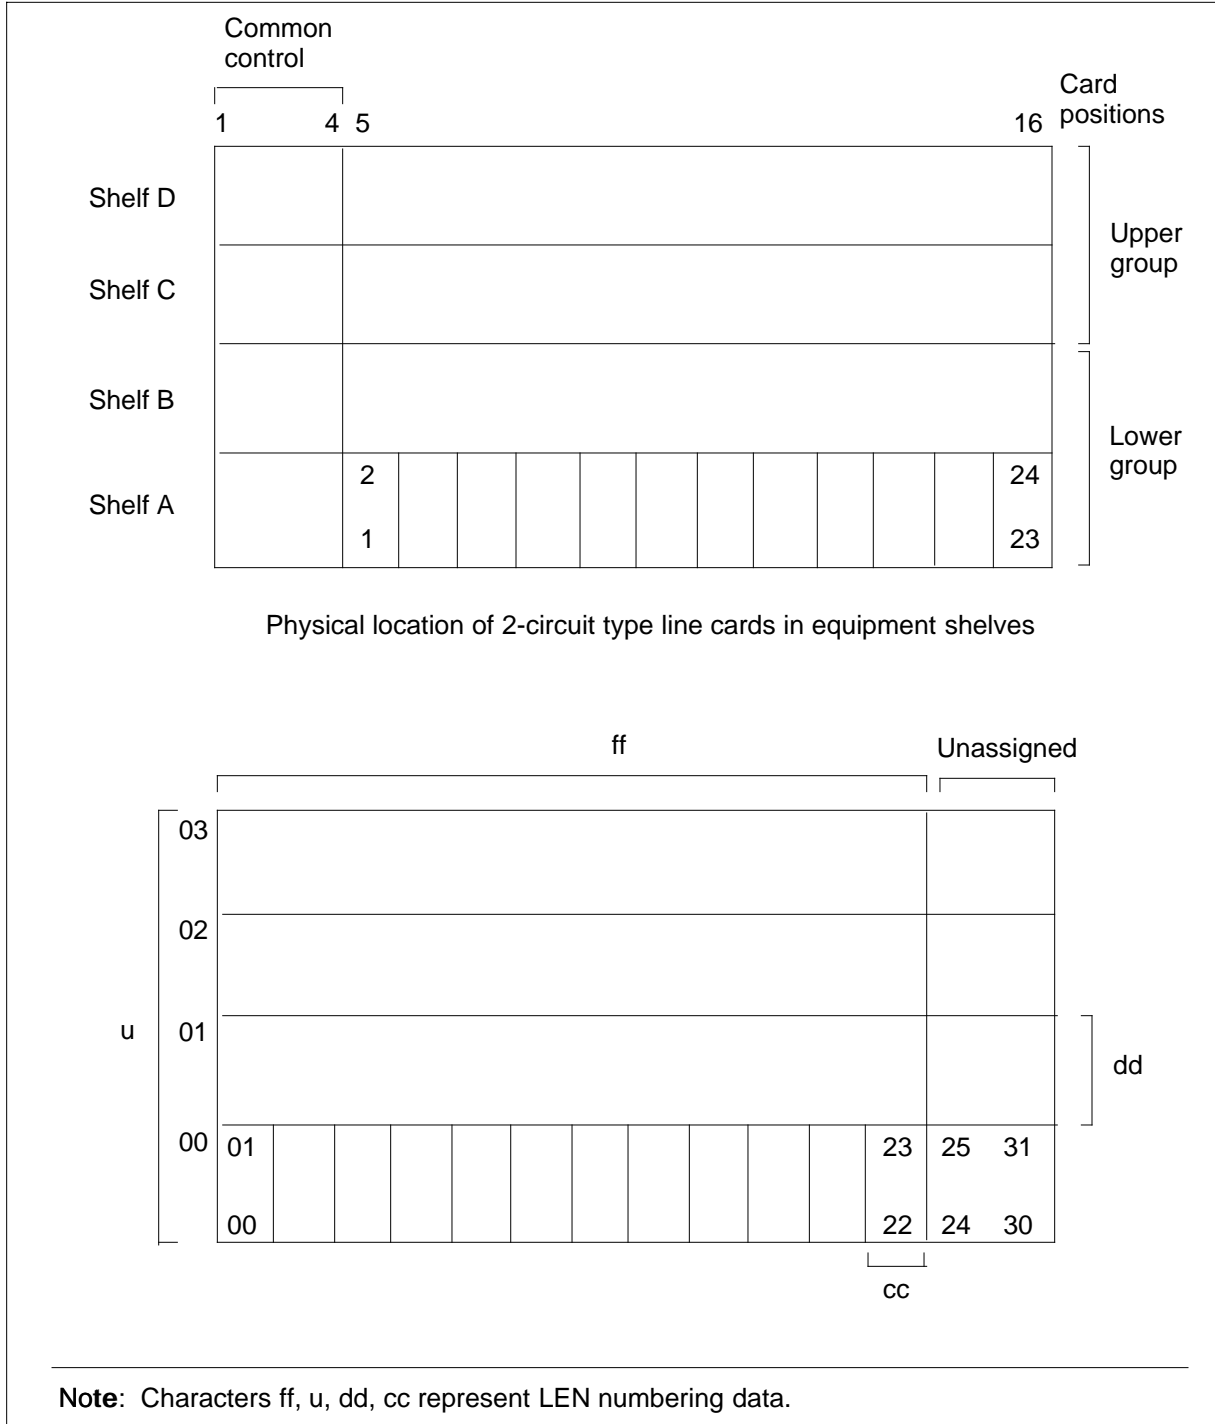 Common
control
Card
positions
1 4 5 16
Shelf D
Upper
group
Shelf C
Shelf B
Lower
group
2 24
Shelf A
1 23
Physical location of 2-circuit type line cards in equipment shelves
ff Unassigned
03
02
u 01
dd
00 01 23 25 31
00 22 24 30
cc
Note: Characters ff, u, dd, cc represent LEN numbering data.